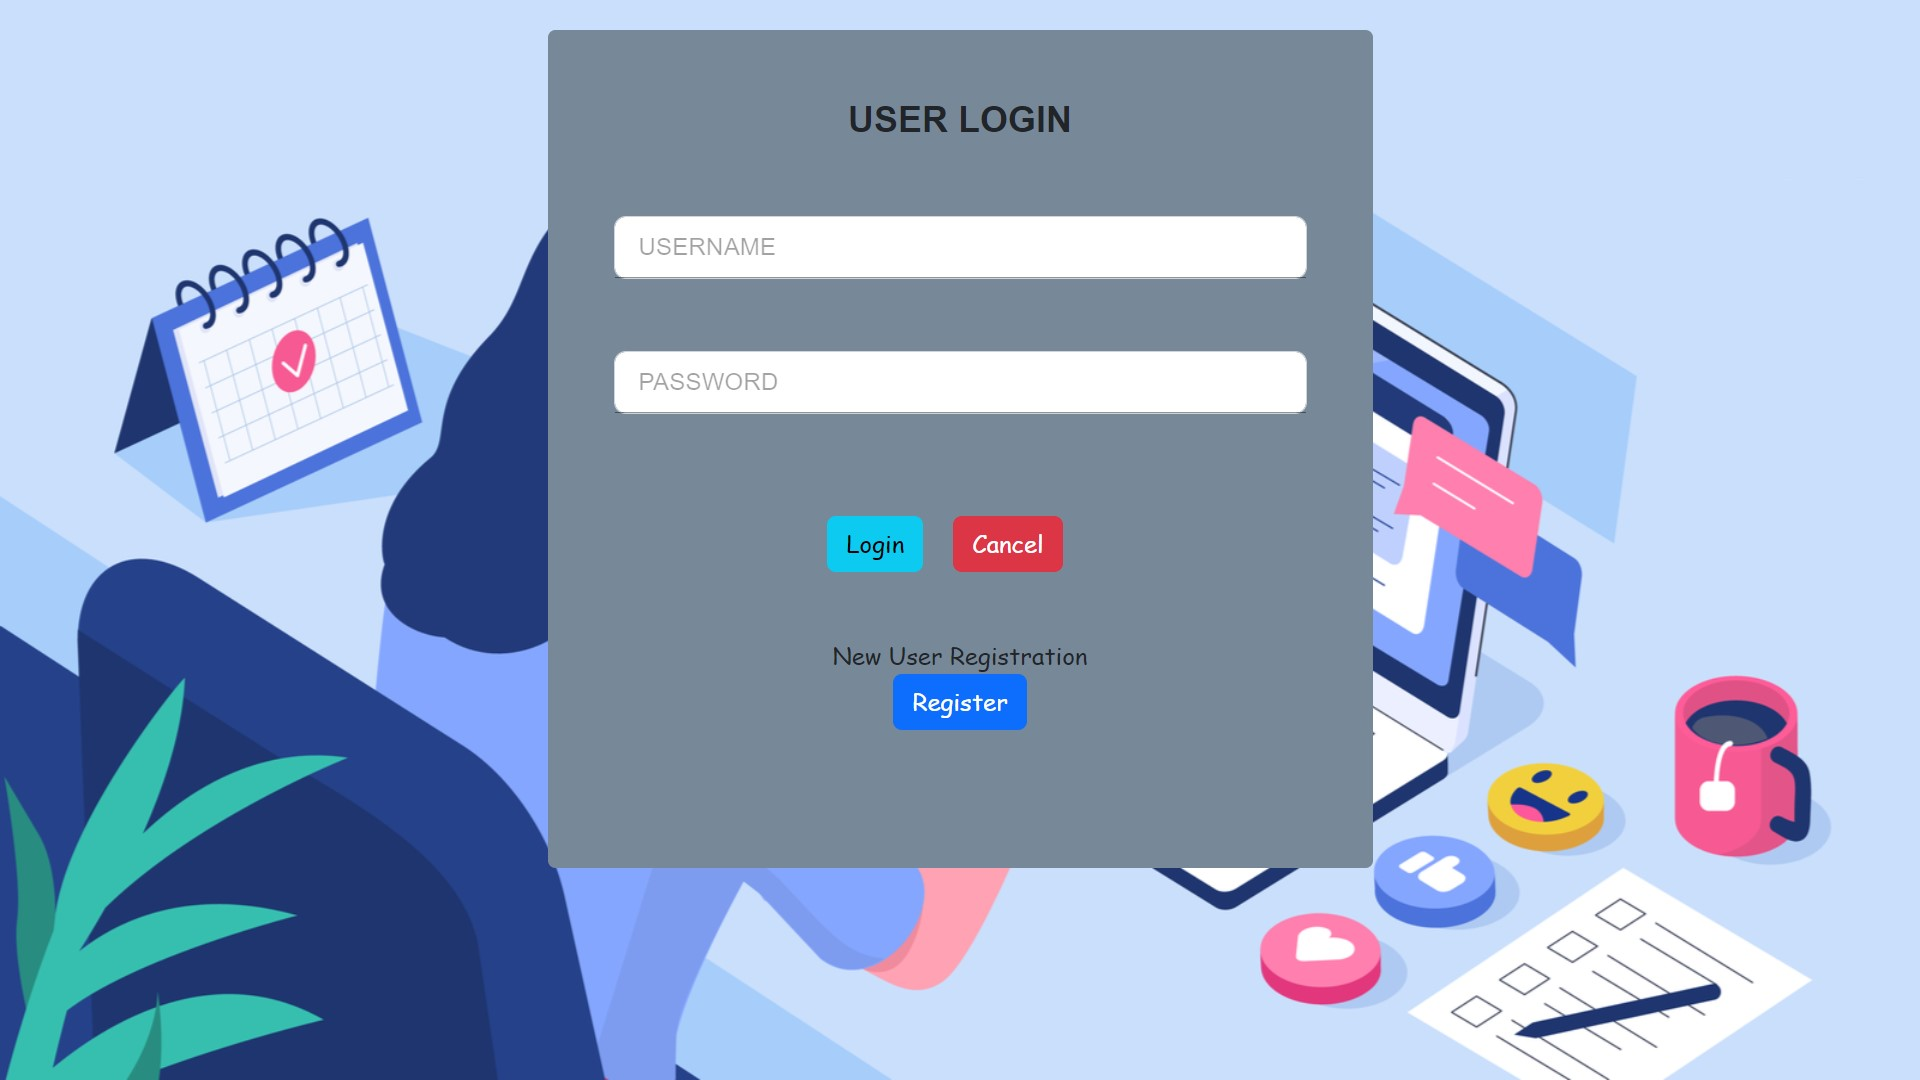 USER LOGIN
USERNAME
PASSWORD
Login Cancel
New User Registration
Register